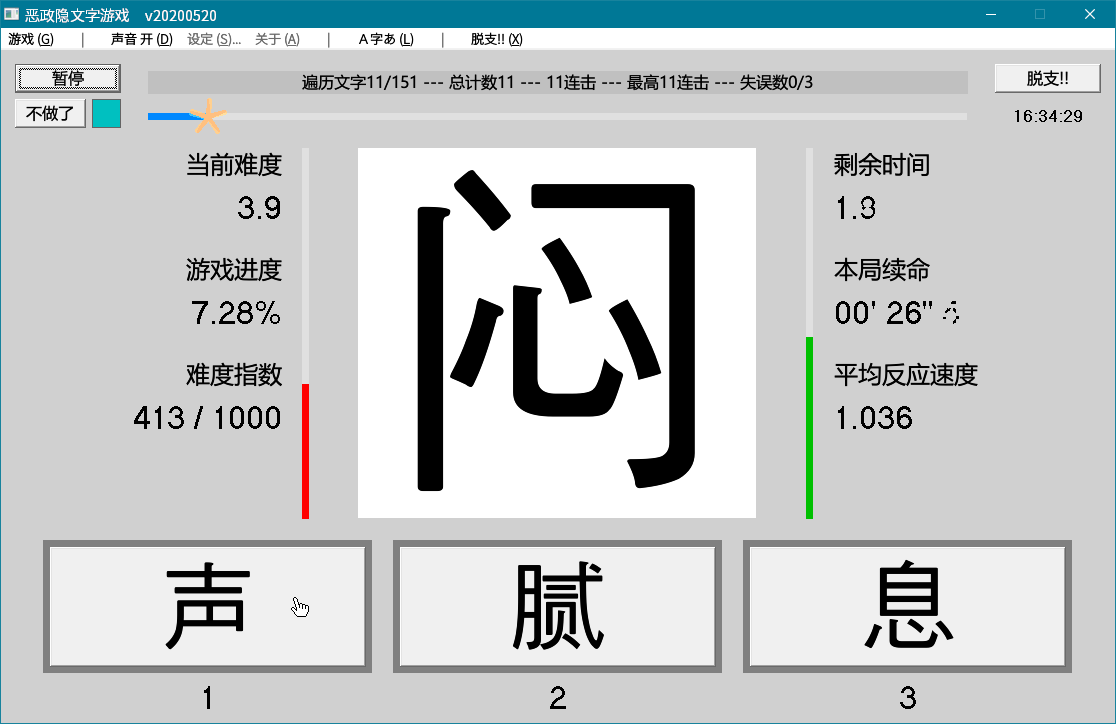 恶政隐文字游戏 v20200520
游戏 (G) | 声音 开 (D) 设定 (S)... 关于 (A) | A 字あ (L) | 脱支!! (X)
暂停
遍历文字11/151 --- 总计数11 --- 11连击 --- 最高11连击 --- 失误数0/3
脱支!!
不做了
16:34:29
当前难度
3.9
游戏进度
7.28%
难度指数
413 / 1000
闷
剩余时间
本局续命
00' 26"
平均反应速度
1.036
声
腻
息
1
2
3